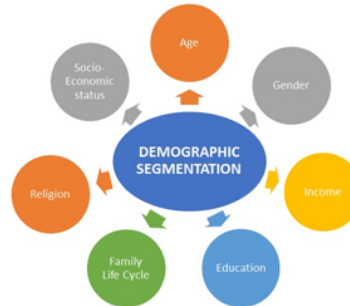 Age
Socio-
Economic
status
Gender
DEMOGRAPHIC
SEGMENTATION
Religion
Income
Family
Life Cycle
Education